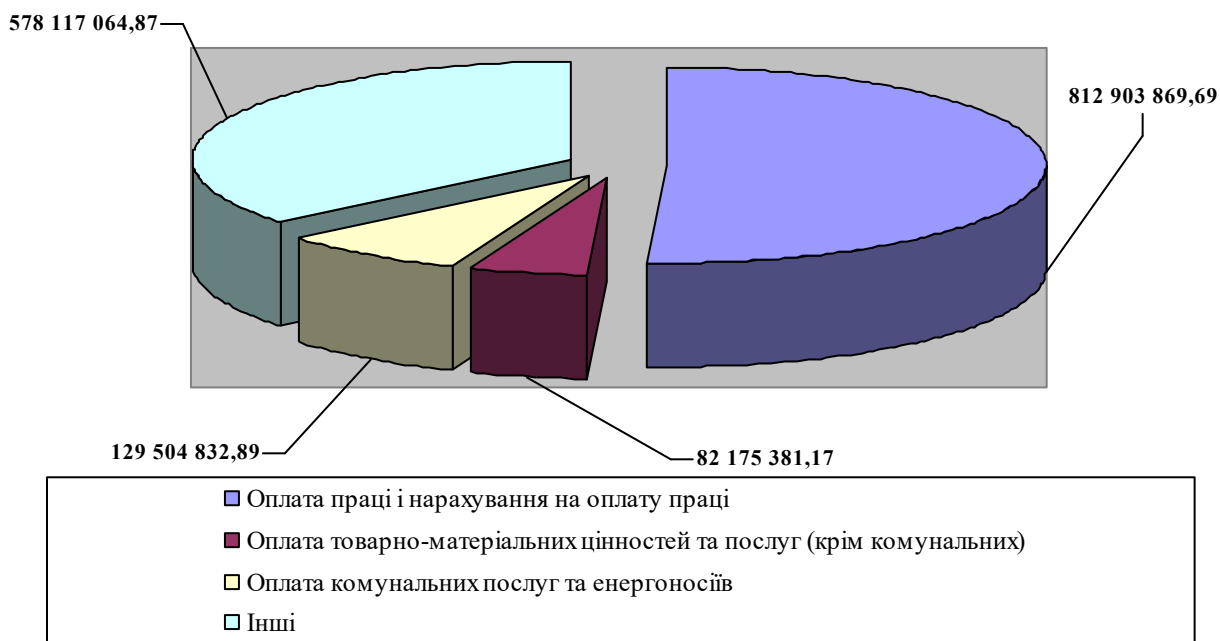 578 117 064,87
812 903 869,69
129 504 832,89
82 175 381,17
Оплата праці і нарахування на оплату праці
Оплата товарно-матеріальних цінностей та послуг (крім комунальних)
Оплата комунальних послуг та енергоносіїв
Інші